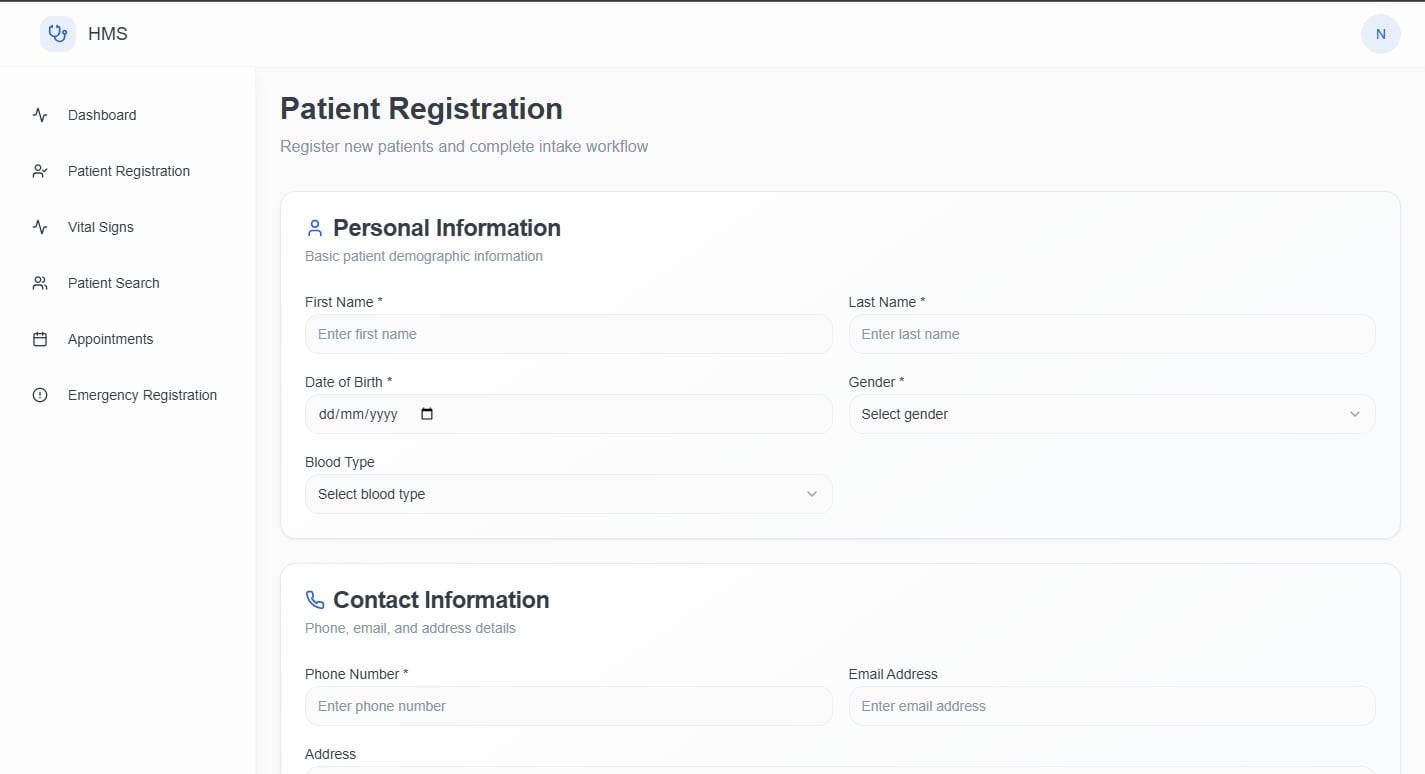 HMS
N
Dashboard
Patient Registration
Vital Signs
Patient Search
Appointments
Emergency Registration
Patient Registration
Register new patients and complete intake workflow
Personal Information
Basic patient demographic information
First Name *
Last Name *
Enter first name
Enter last name
Date of Birth *
Gender *
dd/mm/yyyy
Select gender
Blood Type
Select blood type
Contact Information
Phone, email, and address details
Phone Number *
Email Address
Enter phone number
Enter email address
Address